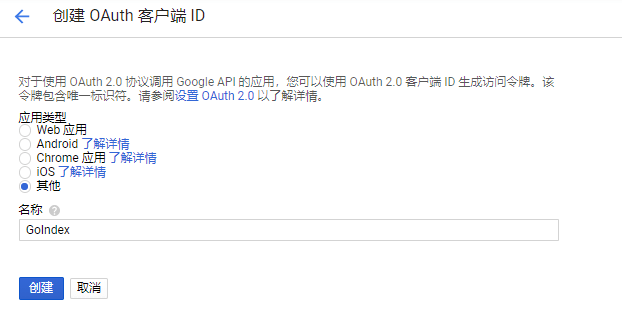 创建 OAuth 客户端 ID
对于使用 OAuth 2.0 协议调用 Google API 的应用，您可以使用 OAuth 2.0 客户端 ID 生成访问令牌。该
令牌包含唯一标识符。请参阅设置 OAuth 2.0 以了解详情。
应用类型
Web 应用
Android 了解详情
Chrome 应用 了解详情
iOS 了解详情
其他
名称 ?
GoIndex
创建 取消